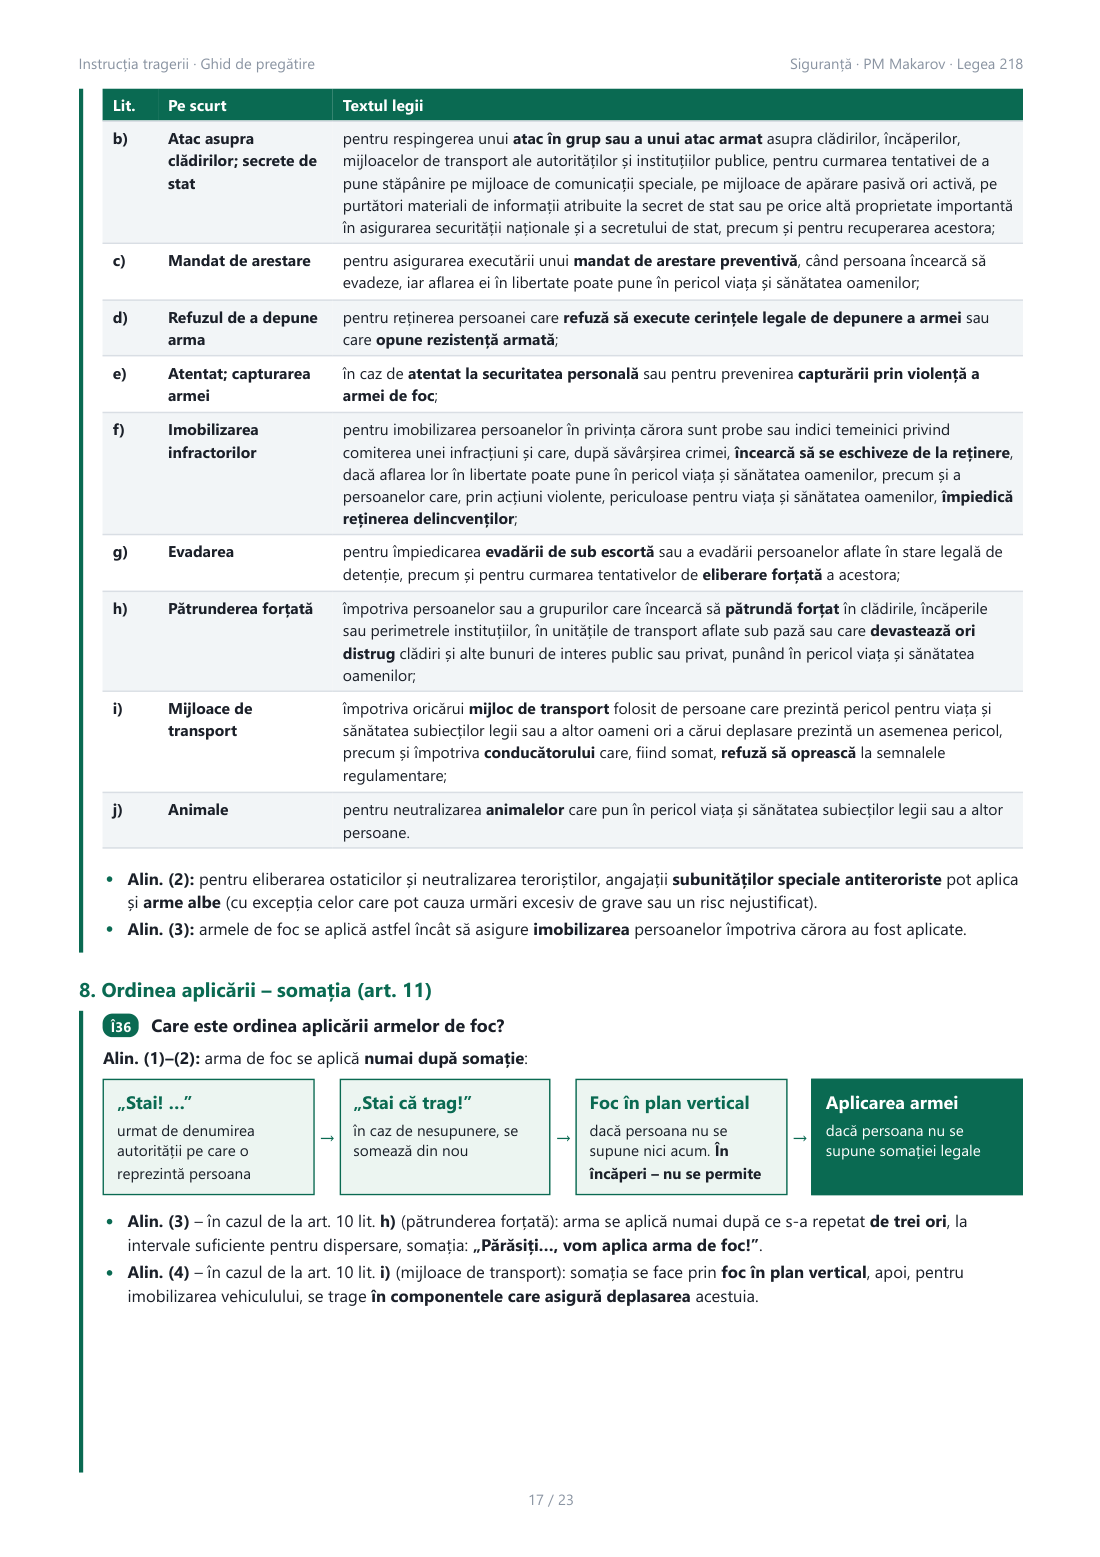 Instrucția tragerii · Ghid de pregătire
Siguranță · PM Makarov · Legea 218
Lit. Pe scurt Textul legii
b) Atac asupra clădirilor; secrete de stat
pentru respingerea unui atac în grup sau a unui atac armat asupra clădirilor, încăperilor,
mijloacelor de transport ale autorităților și instituțiilor publice, pentru curmarea tentativei de a
pune stăpânire pe mijloace de comunicații speciale, pe mijloace de apărare pasivă ori activă, pe
purtători materiali de informații atribuite la secret de stat sau pe orice altă proprietate importantă
în asigurarea securității naționale și a secretului de stat, precum și pentru recuperarea acestora;
c) Mandat de arestare
pentru asigurarea executării unui mandat de arestare preventivă, când persoana încearcă să
evadeze, iar aflarea ei în libertate poate pune în pericol viața și sănătatea oamenilor;
d) Refuzul de a depune
arma
pentru reținerea persoanei care refuză să execute cerințele legale de depunere a armei sau
care opune rezistență armată;
e) Atentat; capturarea
armei
în caz de atentat la securitatea personală sau pentru prevenirea capturării prin violență a
armei de foc;
f) Imobilizarea
infractorilor
pentru imobilizarea persoanelor în privința cărora sunt probe sau indici temeinici privind
comiterea unei infracțiuni și care, după săvârșirea crimei, încearcă să se eschiveze de la reținere,
dacă aflarea lor în libertate poate pune în pericol viața și sănătatea oamenilor, precum și a
persoanelor care, prin acțiuni violente, periculoase pentru viața și sănătatea oamenilor, împiedică
reținerea delincvenților;
g) Evadarea
pentru împiedicarea evadării de sub escortă sau a evadării persoanelor aflate în stare legală de
detenție, precum și pentru curmarea tentativelor de eliberare forțată a acestora;
h) Pătrunderea forțată
împotriva persoanelor sau a grupurilor care încearcă să pătrundă forțat în clădirile, încăperile
sau perimetrele instituțiilor, în unitățile de transport aflate sub pază sau care devastează ori
distrug clădiri și alte bunuri de interes public sau privat, punând în pericol viața și sănătatea
oamenilor;
i) Mijloace de
transport
împotriva oricărui mijloc de transport folosit de persoane care prezintă pericol pentru viața și
sănătatea subiecților legii sau a altor oameni ori a cărui deplasare prezintă un asemenea pericol,
precum și împotriva conducătorului care, fiind somat, refuză să oprească la semnalele
regulamentare;
j) Animale
pentru neutralizarea animalelor care pun în pericol viața și sănătatea subiecților legii sau a altor
persoane.
• Alin. (2): pentru eliberarea ostaticilor și neutralizarea teroriștilor, angajații subunităților speciale antiteroriste pot aplica
și arme albe (cu excepția celor care pot cauza urmări excesiv de grave sau un risc nejustificat).
• Alin. (3): armele de foc se aplică astfel încât să asigure imobilizarea persoanelor împotriva cărora au fost aplicate.
8. Ordinea aplicării – somația (art. 11)
Î36 Care este ordinea aplicării armelor de foc?
Alin. (1)–(2): arma de foc se aplică numai după somație:
„Stai! …”
urmat de denumirea
autorității pe care o
reprezintă persoana
→
„Stai că trag!”
în caz de nesupunere, se
somează din nou
→
Foc în plan vertical
dacă persoana nu se
supune nici acum. În
încăperi – nu se permite
→
Aplicarea armei
dacă persoana nu se
supune somației legale
• Alin. (3) – în cazul de la art. 10 lit. h) (pătrunderea forțată): arma se aplică numai după ce s-a repetat de trei ori, la
intervale suficiente pentru dispersare, somația: „Părăsiți…, vom aplica arma de foc!”.
• Alin. (4) – în cazul de la art. 10 lit. i) (mijloace de transport): somația se face prin foc în plan vertical, apoi, pentru
imobilizarea vehiculului, se trage în componentele care asigură deplasarea acestuia.
17 / 23